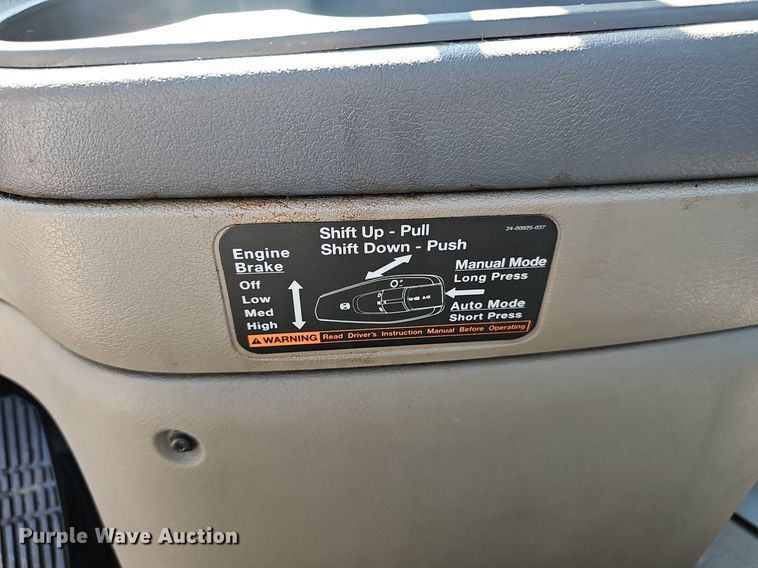 24-00925-037
Shift Up - Pull
Shift Down - Push
Engine
Brake
Off
Low
Med
High
Manual Mode
Long Press
Auto Mode
Short Press
WARNING Read Driver's Instruction Manual Before Operating
Purple Wave Auction